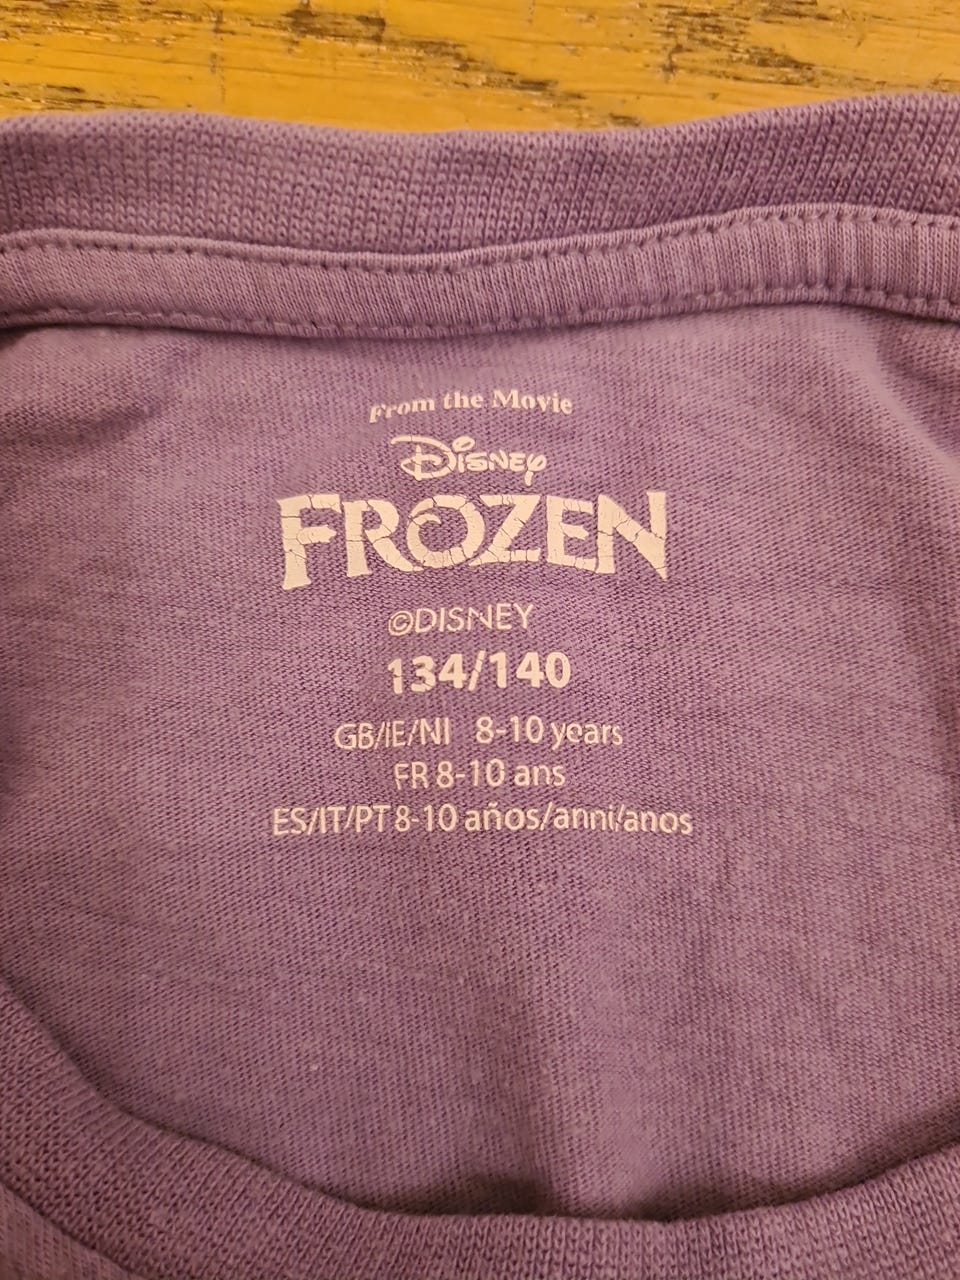 From the Movie
Disney
FROZEN
©DISNEY
134/140
GB/IE/NI 8-10 years
FR 8-10 ans
ES/IT/PT 8-10 años/anni/anos